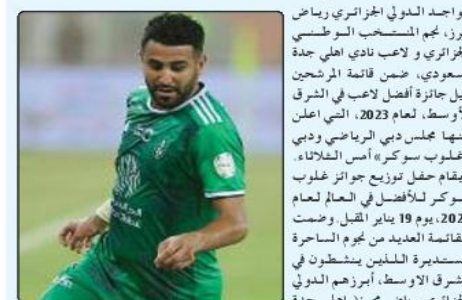 واجد الدولي الجزائري رياض
رز، نجم المنتخب الوطني
جزائري و لاعب نادي اهلي جدة
سعودي، ضمن قائمة المرشحين
يل جائزة أفضل لاعب في الشرق
لأوسط، لعام 2023، التي اعلن
نها مجلس دبي الرياضي ودبي
غلوب سوكر» أمس الثلاثاء.
يقام حفل توزيع جوائز غلوب
سوكر للأفضل في العالم لعام
202، يوم 19 يناير المقبل. وضمت
لقائمة العديد من نجوم الساحرة
ستديرة اللذين ينشطون في
شرق الاوسط، أبرزهم الدولي